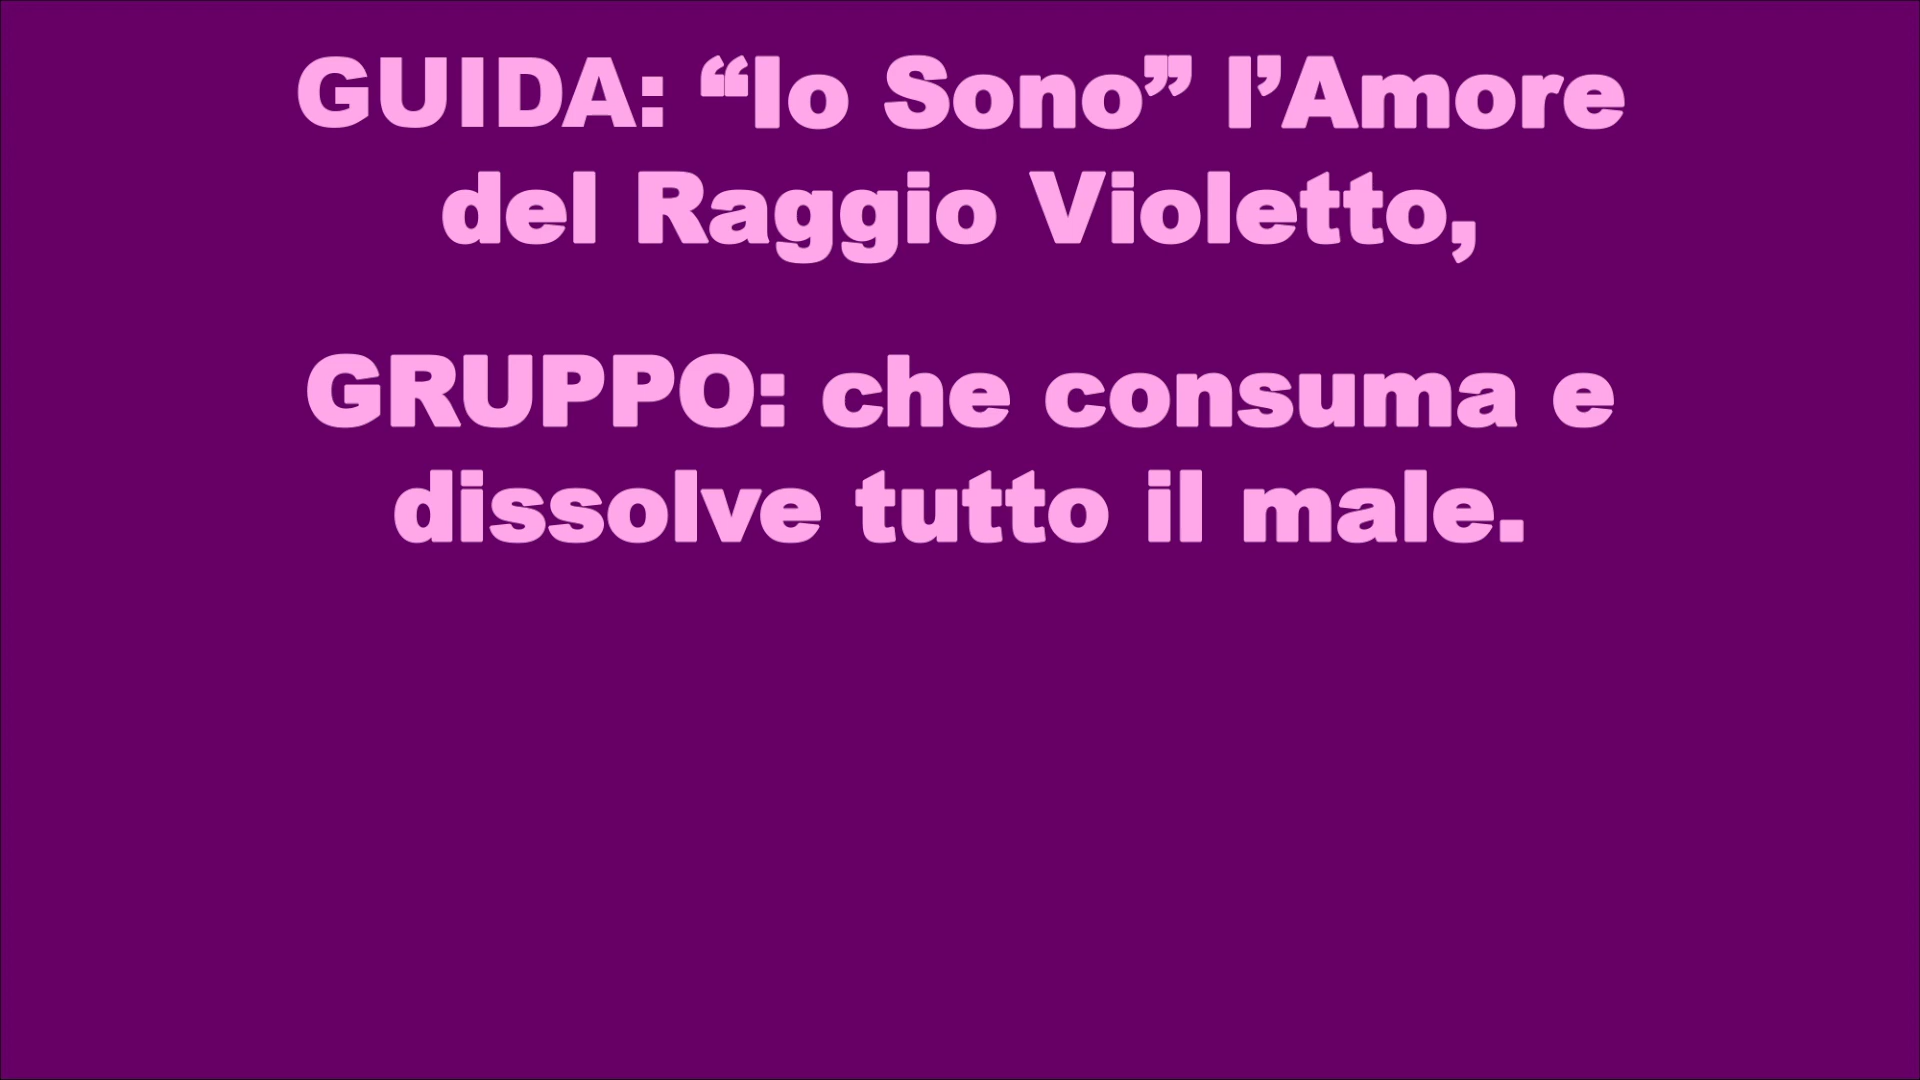 GUIDA: “Io Sono” l’Amore
del Raggio Violetto,
GRUPPO: che consuma e
dissolve tutto il male.